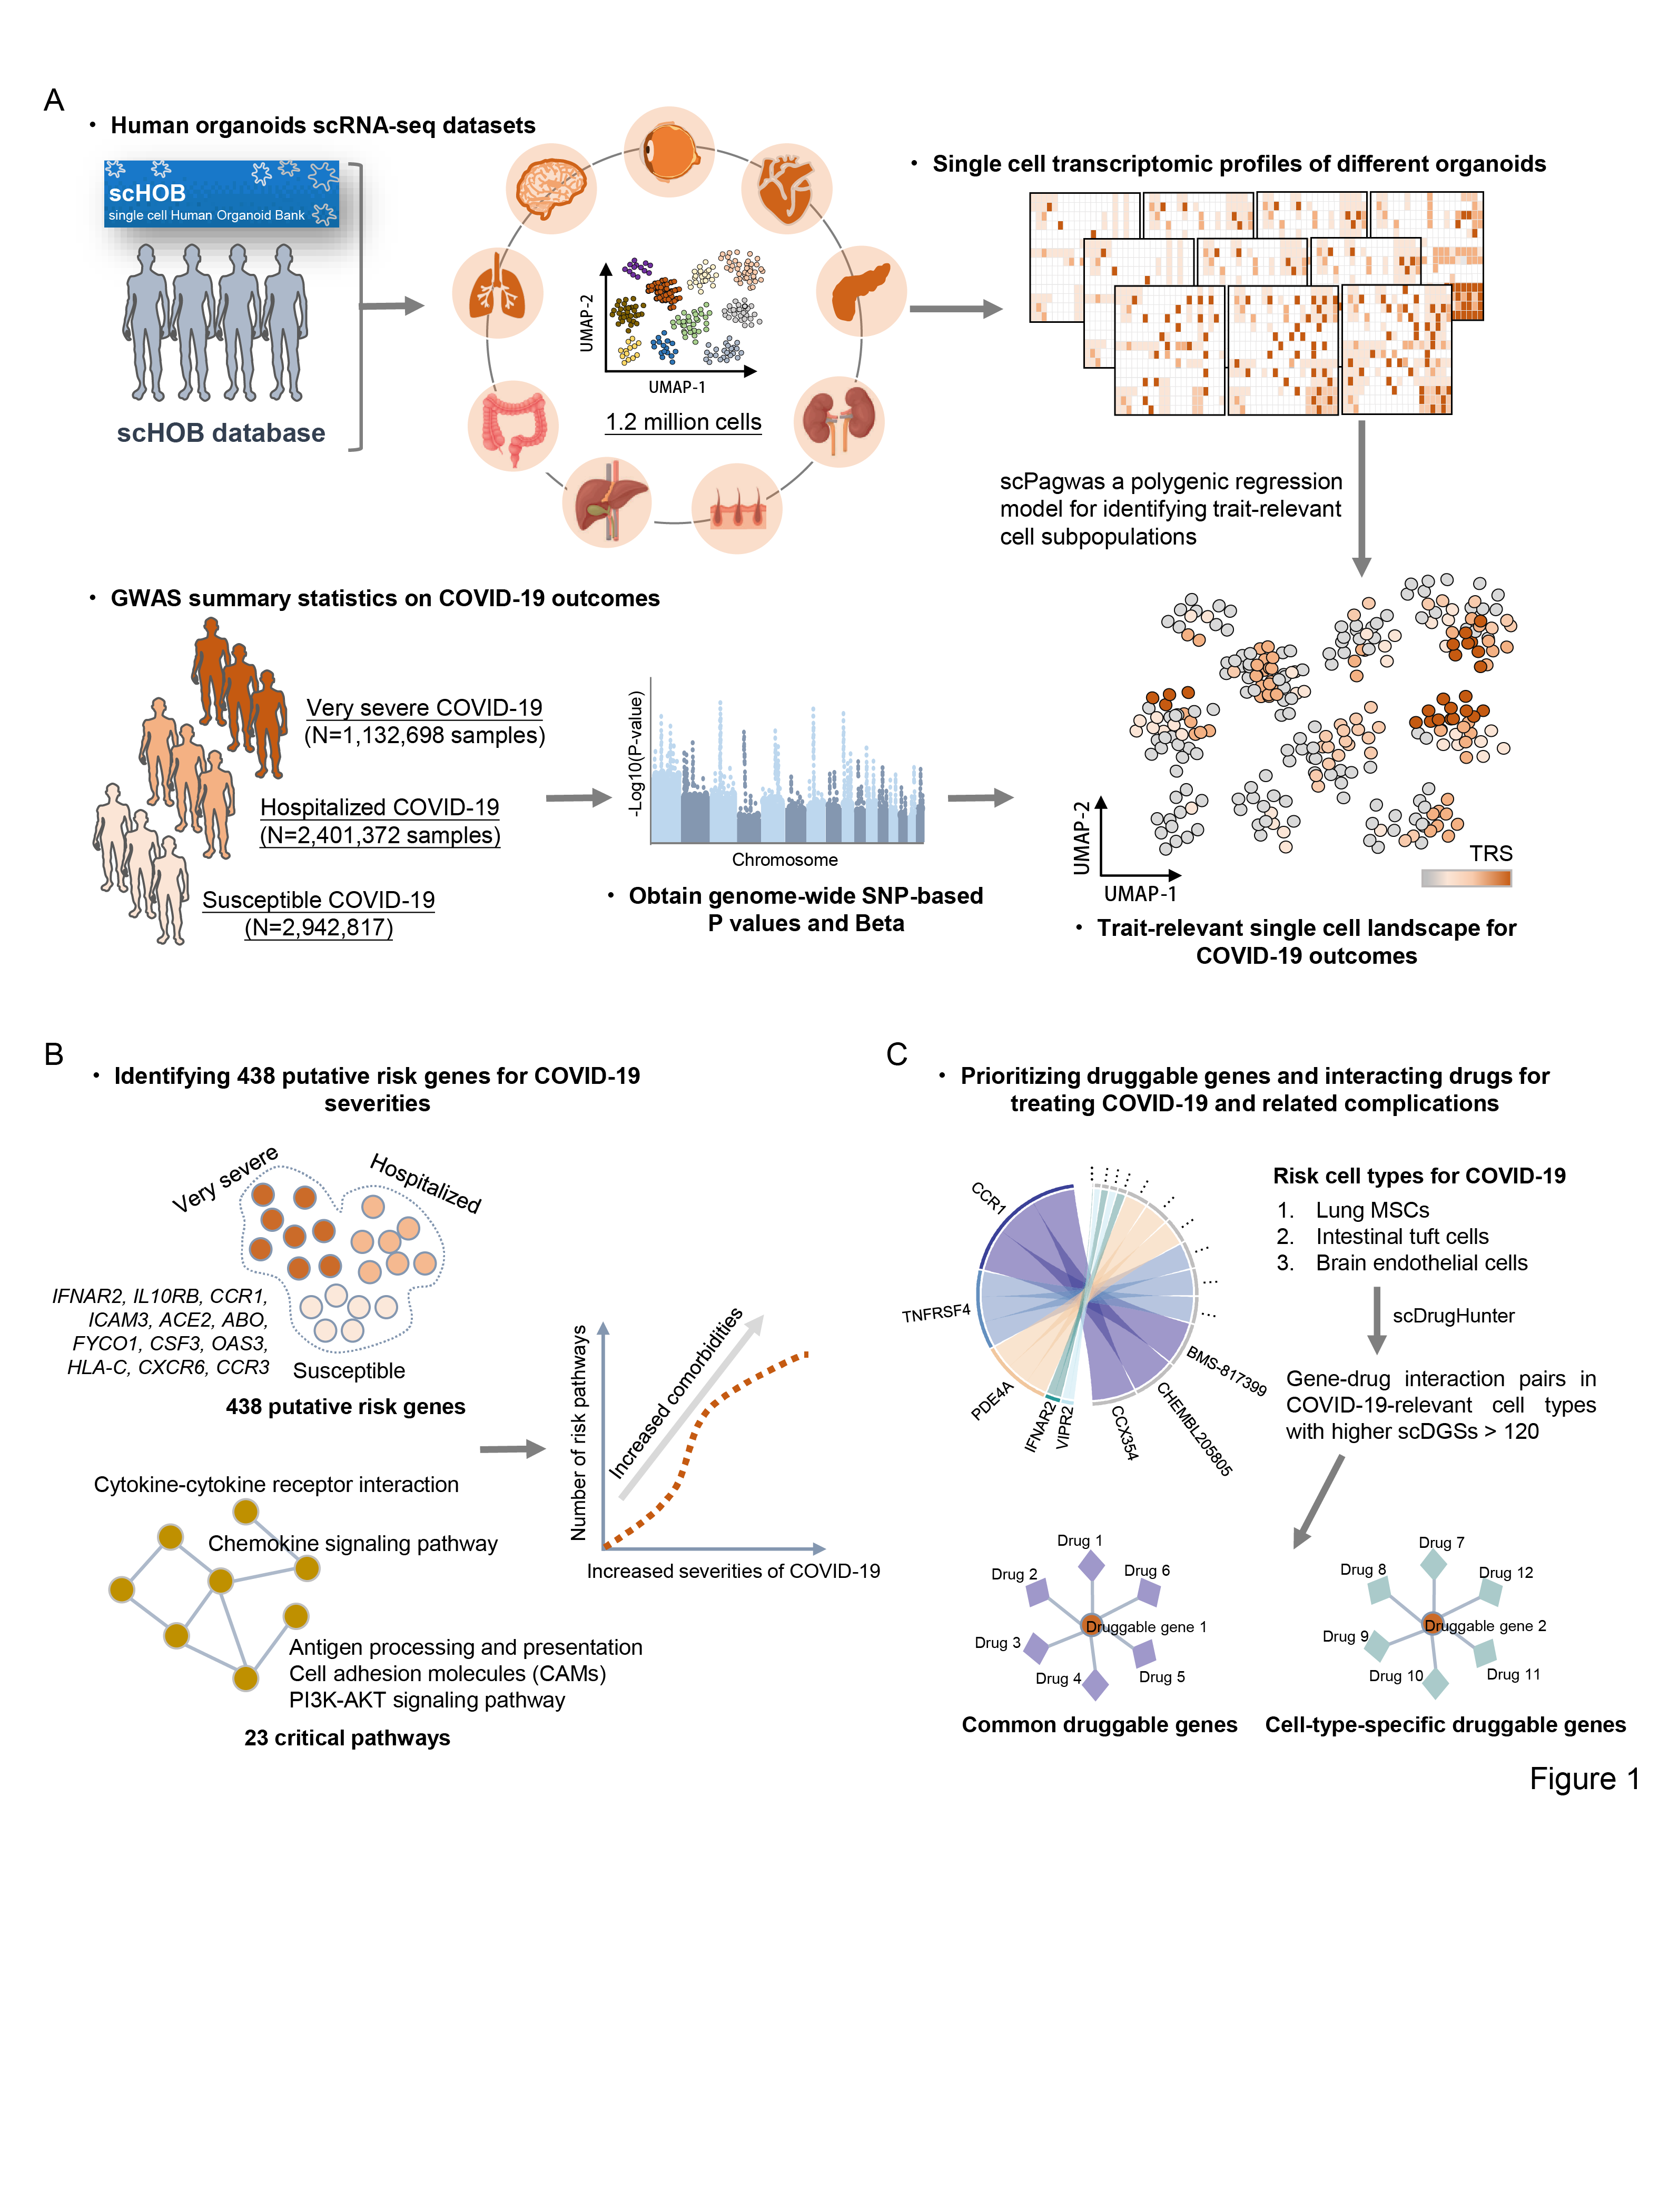 A
• Human organoids scRNA-seq datasets
scHOB
single cell Human Organoid Bank
scHOB database
UMAP-2
UMAP-1
1.2 million cells
• Single cell transcriptomic profiles of different organoids
scPagwas a polygenic regression
model for identifying trait-relevant
cell subpopulations
• GWAS summary statistics on COVID-19 outcomes
Very severe COVID-19
(N=1,132,698 samples)
Hospitalized COVID-19
(N=2,401,372 samples)
Susceptible COVID-19
(N=2,942,817)
-Log10(P-value)
Chromosome
• Obtain genome-wide SNP-based
P values and Beta
UMAP-2
UMAP-1
TRS
• Trait-relevant single cell landscape for
COVID-19 outcomes
B
• Identifying 438 putative risk genes for COVID-19
severities
Very severe
Hospitalized
Susceptible
IFNAR2, IL10RB, CCR1,
ICAM3, ACE2, ABO,
FYCO1, CSF3, OAS3,
HLA-C, CXCR6, CCR3
438 putative risk genes
Cytokine-cytokine receptor interaction
Chemokine signaling pathway
Antigen processing and presentation
Cell adhesion molecules (CAMs)
PI3K-AKT signaling pathway
23 critical pathways
Number of risk pathways
Increased comorbidities
Increased severities of COVID-19
C
• Prioritizing druggable genes and interacting drugs for
treating COVID-19 and related complications
CCR1
TNFRSF4
PDE4A
IFNAR2
VIPR2
CCX354
CHEMBL205805
BMS-817399
Risk cell types for COVID-19
1. Lung MSCs
2. Intestinal tuft cells
3. Brain endothelial cells
scDrugHunter
Gene-drug interaction pairs in
COVID-19-relevant cell types
with higher scDGSs > 120
Drug 1
Drug 2
Drug 6
Druggable gene 1
Drug 3
Drug 4
Drug 5
Common druggable genes
Drug 7
Drug 8
Drug 12
Druggable gene 2
Drug 9
Drug 10
Drug 11
Cell-type-specific druggable genes
Figure 1